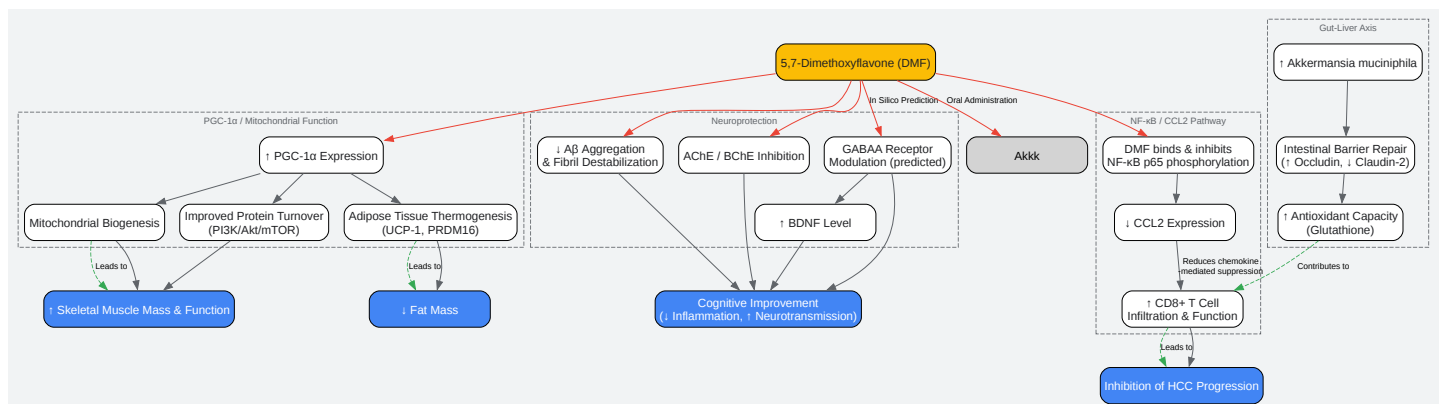 Gut-Liver Axis
5,7-Dimethoxyflavone (DMF)
↑ Akkermansia muciniphila
In Silico Prediction
Oral Administration
PGC-1α / Mitochondrial Function
Neuroprotection
NF-κB / CCL2 Pathway
↑ PGC-1α Expression
↓ Aβ Aggregation
& Fibril Destabilization
AChE / BChE Inhibition
GABAA Receptor
Modulation (predicted)
Akkk
DMF binds & inhibits
NF-κB p65 phosphorylation
Intestinal Barrier Repair
(↑ Occludin, ↓ Claudin-2)
Mitochondrial Biogenesis
Improved Protein Turnover
(PI3K/Akt/mTOR)
Adipose Tissue Thermogenesis
(UCP-1, PRDM16)
↑ BDNF Level
↓ CCL2 Expression
↑ Antioxidant Capacity
(Glutathione)
Leads to
Leads to
Reduces chemokine
-mediated suppression
Contributes to
↑ Skeletal Muscle Mass & Function
↓ Fat Mass
Cognitive Improvement
(↓ Inflammation, ↑ Neurotransmission)
↑ CD8+ T Cell
Infiltration & Function
Leads to
Inhibition of HCC Progression